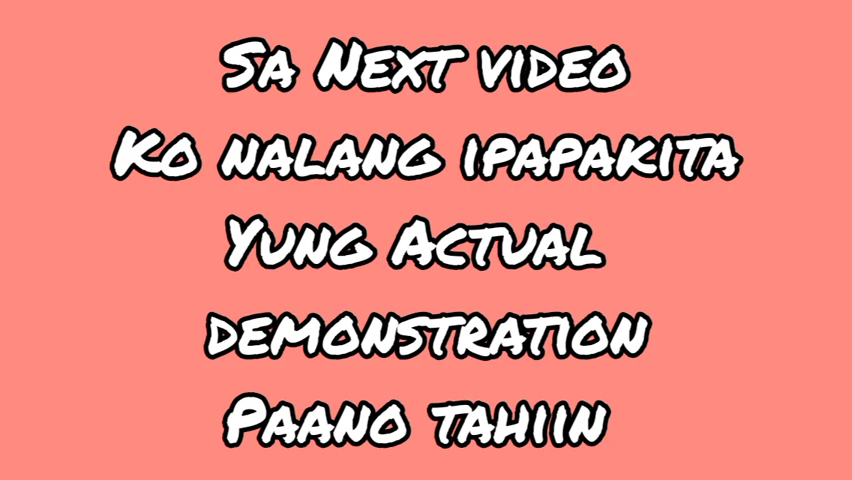 Sa Next video
Ko nalang ipapakita
Yung Actual
demonstration
Paano tahiin